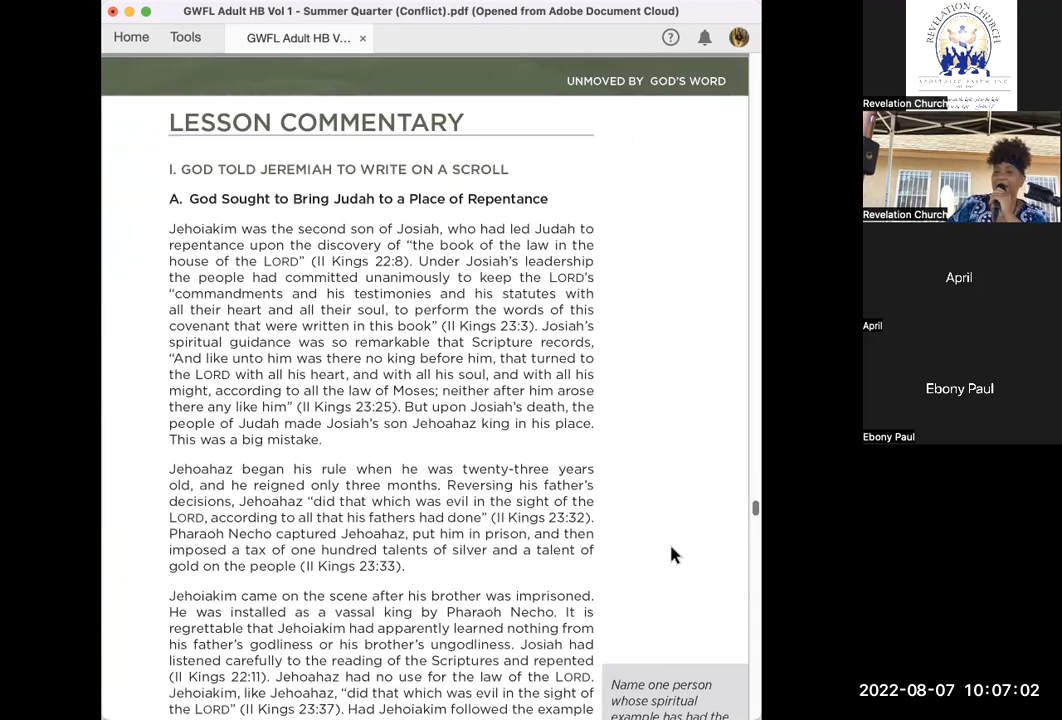 GWFL Adult HB Vol 1 - Summer Quarter (Conflict).pdf (Opened from Adobe Document Cloud)
Home Tools GWFL Adult HB V... ×
UNMOVED BY GOD'S WORD
LESSON COMMENTARY
I. GOD TOLD JEREMIAH TO WRITE ON A SCROLL
A. God Sought to Bring Judah to a Place of Repentance
Jehoiakim was the second son of Josiah, who had led Judah to
repentance upon the discovery of “the book of the law in the
house of the LORD” (II Kings 22:8). Under Josiah’s leadership
the people had committed unanimously to keep the LORD’s
“commandments and his testimonies and his statutes with
all their heart and all their soul, to perform the words of this
covenant that were written in this book” (II Kings 23:3). Josiah’s
spiritual guidance was so remarkable that Scripture records,
“And like unto him was there no king before him, that turned to
the LORD with all his heart, and with all his soul, and with all his
might, according to all the law of Moses; neither after him arose
there any like him” (II Kings 23:25). But upon Josiah’s death, the
people of Judah made Josiah’s son Jehoahaz king in his place.
This was a big mistake.
Jehoahaz began his rule when he was twenty-three years
old, and he reigned only three months. Reversing his father’s
decisions, Jehoahaz “did that which was evil in the sight of the
LORD, according to all that his fathers had done” (II Kings 23:32).
Pharaoh Necho captured Jehoahaz, put him in prison, and then
imposed a tax of one hundred talents of silver and a talent of
gold on the people (II Kings 23:33).
Jehoiakim came on the scene after his brother was imprisoned.
He was installed as a vassal king by Pharaoh Necho. It is
regrettable that Jehoiakim had apparently learned nothing from
his father’s godliness or his brother’s ungodliness. Josiah had
listened carefully to the reading of the Scriptures and repented
(II Kings 22:11). Jehoahaz had no use for the law of the LORD.
Jehoiakim, like Jehoahaz, “did that which was evil in the sight of
the LORD” (II Kings 23:37). Had Jehoiakim followed the example
Name one person
whose spiritual
example has had the
REVELATION CHURCH
APOSTOLIC FAITH INC
Revelation Church
Revelation Church
April
April
Ebony Paul
Ebony Paul
2022-08-07 10:07:02